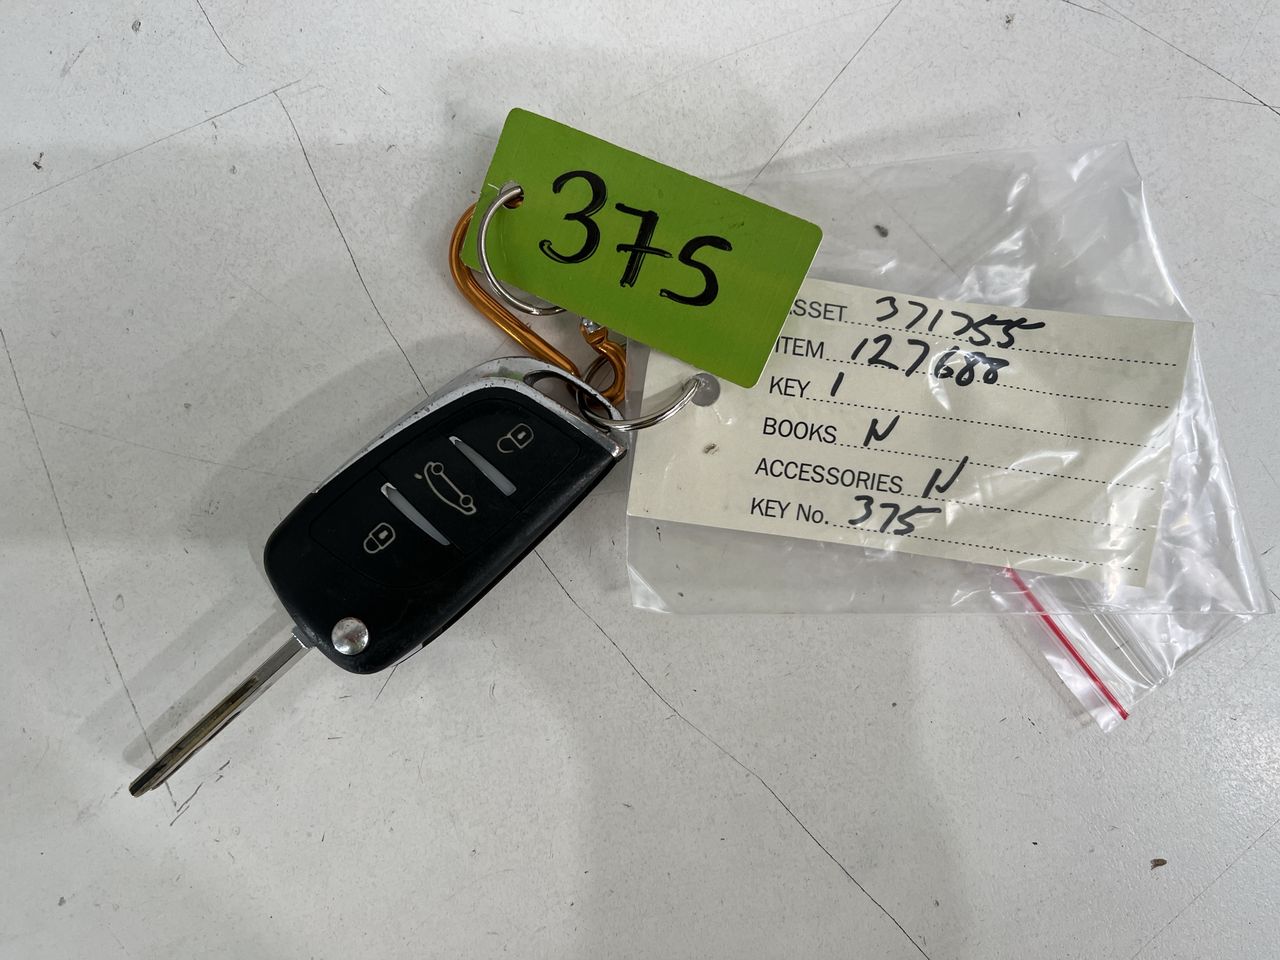 375
ASSET 371755
ITEM 127688
KEY 1
BOOKS N
ACCESSORIES N
KEY No. 375